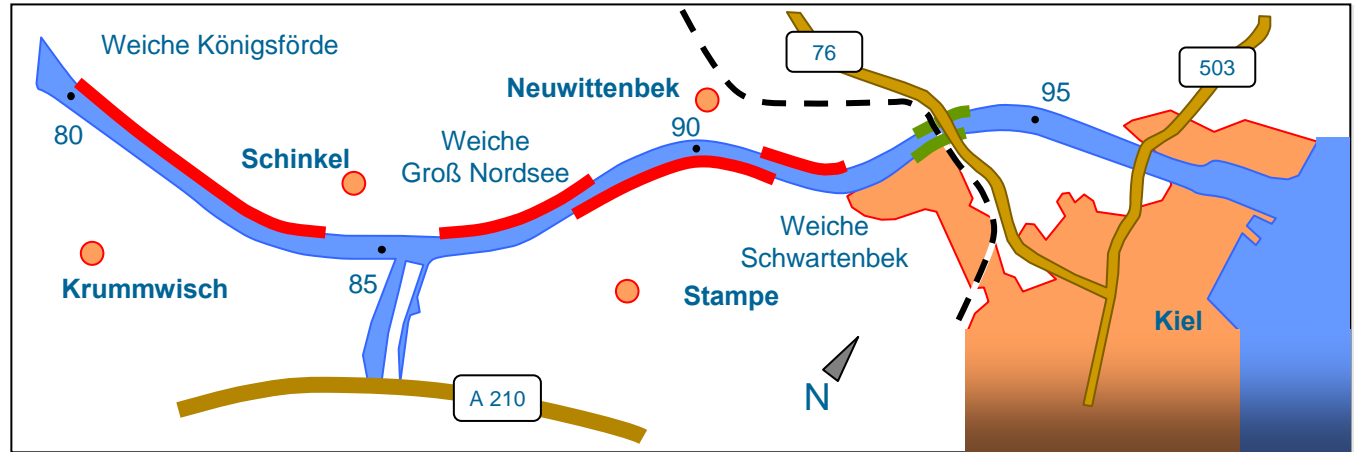 Weiche Königsförde
76
503
Neuwittenbek
80
95
90
Weiche
Groß Nordsee
Schinkel
Weiche
Schwartenbek
Krummwisch
85
Stampe
Kiel
A 210
N